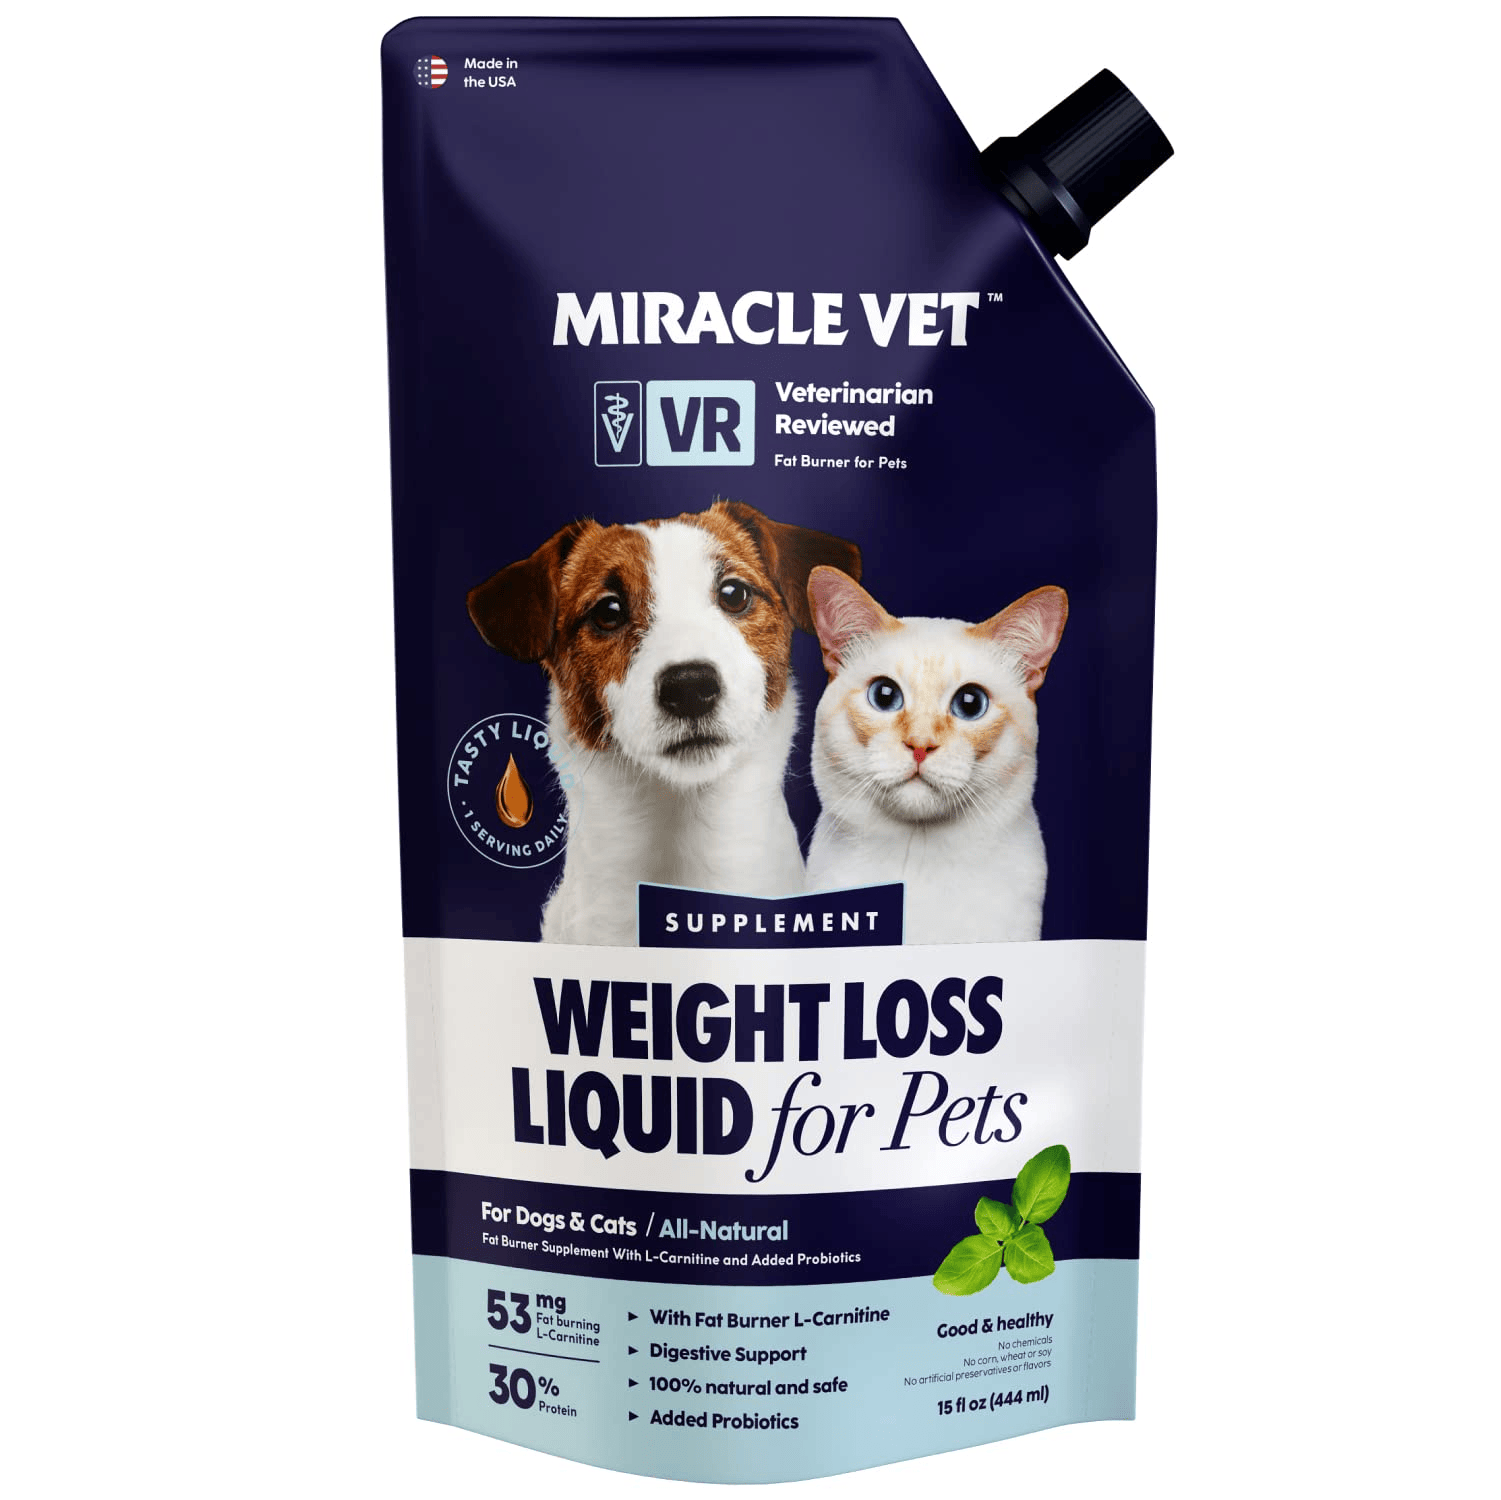 Made in
the USA
MIRACLE VET™
VR
Veterinarian
Reviewed
Fat Burner for Pets
TASTY LIQUID
• 1 SERVING DAILY •
SUPPLEMENT
WEIGHT LOSS
LIQUID for Pets
For Dogs & Cats / All-Natural
Fat Burner Supplement With L-Carnitine and Added Probiotics
53 mg
Fat burning
L-Carnitine
30%
Protein
▸ With Fat Burner L-Carnitine
▸ Digestive Support
▸ 100% natural and safe
▸ Added Probiotics
Good & healthy
No chemicals
No corn, wheat or soy
No artificial preservatives or flavors
15 fl oz (444 ml)